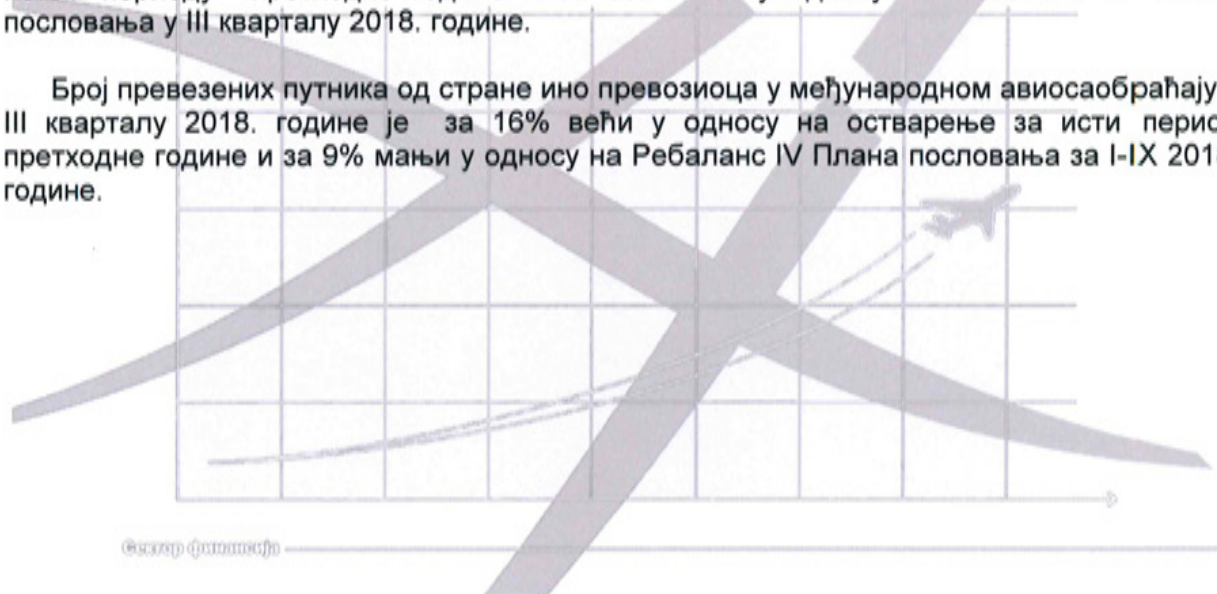 пословања у III кварталу 2018. године.
Број превезених путника од стране ино превозиоца у међународном авиосаобраћају
III кварталу 2018. године је за 16% већи у односу на остварење за исти перио
претходне године и за 9% мањи у односу на Ребаланс IV Плана пословања за I-IX 201
године.
Сектор финансија